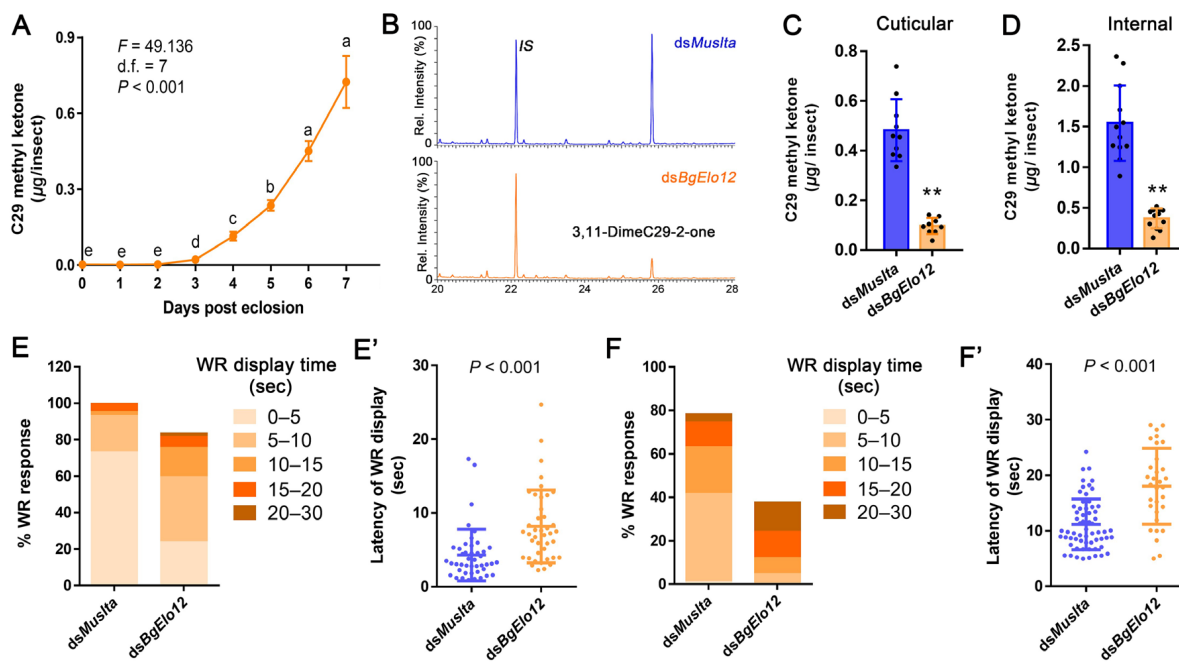 A
0.9
0.6
0.3
0.0
C29 methyl ketone
(µg/insect)
F = 49.136
d.f. = 7
P < 0.001
e
e
e
d
c
b
a
a
0
1
2
3
4
5
6
7
Days post eclosion
B
100
80
60
40
20
0
Rel. Intensity (%)
IS
dsMuslta
100
80
60
40
20
0
Rel. Intensity (%)
dsBgElo12
3,11-DimeC29-2-one
20
22
24
26
28
C
Cuticular
0.8
0.6
0.4
0.2
0.0
C29 methyl ketone
(µg/ insect)
**
dsMuslta
dsBgElo12
D
Internal
2.5
2.0
1.5
1.0
0.5
0.0
C29 methyl ketone
(µg/ insect)
**
dsMuslta
dsBgElo12
E
120
100
80
60
40
20
0
% WR response
dsMuslta
dsBgElo12
WR display time
(sec)
0–5
5–10
10–15
15–20
20–30
E'
P < 0.001
30
20
10
0
Latency of WR display
(sec)
dsMuslta
dsBgElo12
F
100
80
60
40
20
0
% WR response
dsMuslta
dsBgElo12
WR display time
(sec)
0–5
5–10
10–15
15–20
20–30
F'
P < 0.001
40
30
20
10
0
Latency of WR display
(sec)
dsMuslta
dsBgElo12